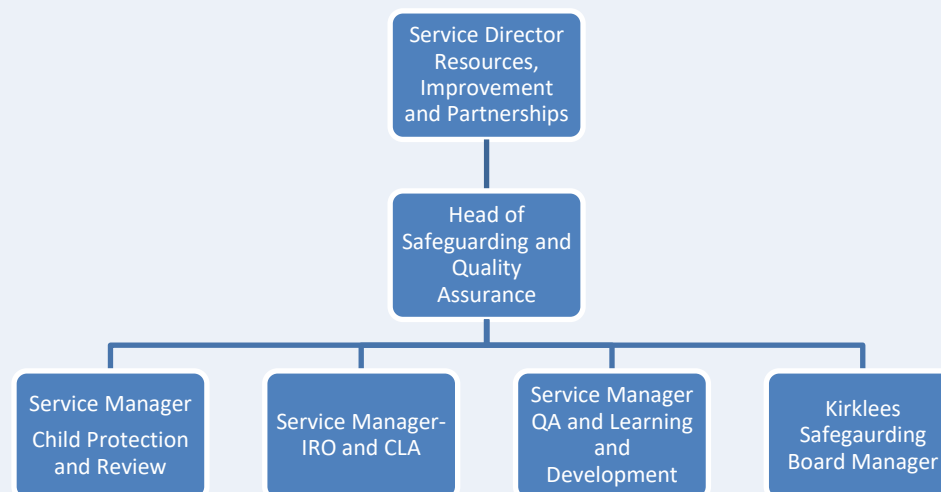 Service Director
Resources,
Improvement
and Partnerships
Head of
Safeguarding and
Quality
Assurance
Service Manager
Child Protection
and Review
Service Manager-
IRO and CLA
Service Manager
QA and Learning
and
Development
Kirklees
Safegaurding
Board Manager